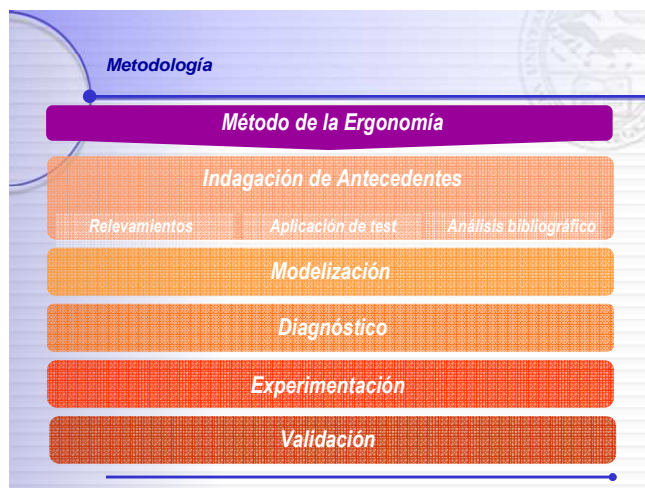 Metodología
Método de la Ergonomía
Indagación de Antecedentes
Relevamientos Aplicación de test Análisis bibliográfico
Modelización
Diagnóstico
Experimentación
Validación